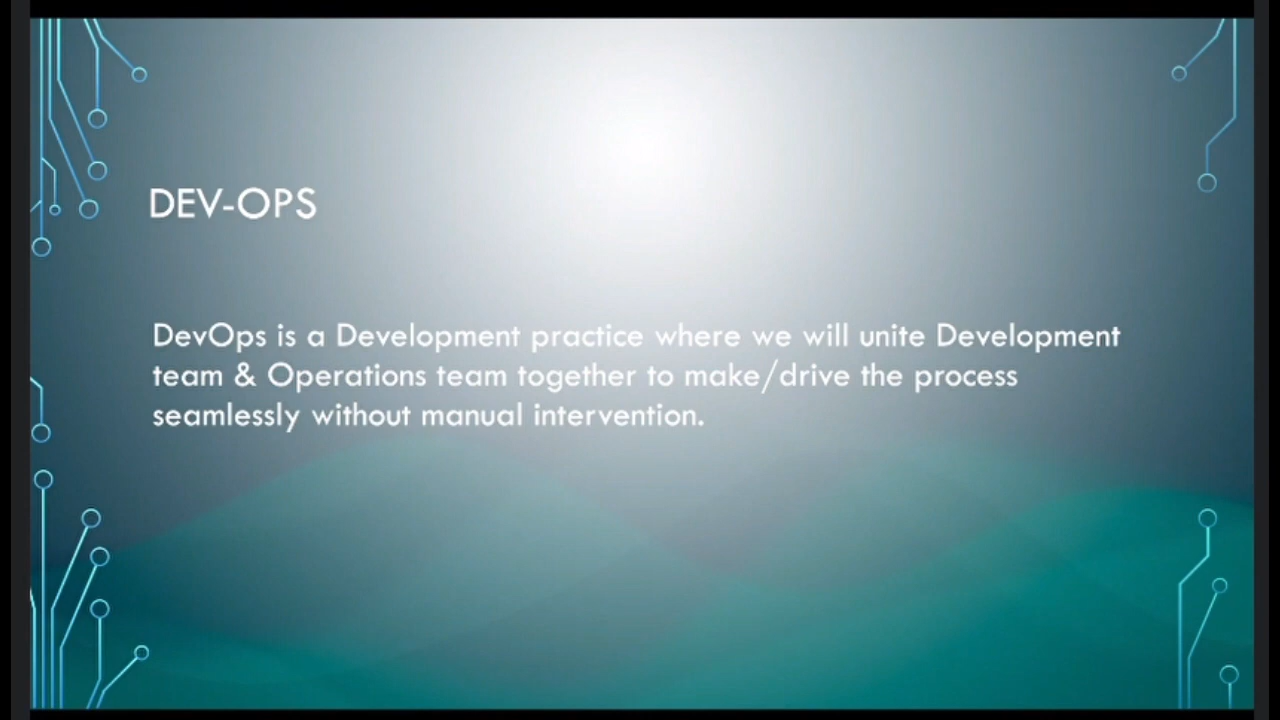 DEV-OPS
DevOps is a Development practice where we will unite Development
team & Operations team together to make/drive the process
seamlessly without manual intervention.